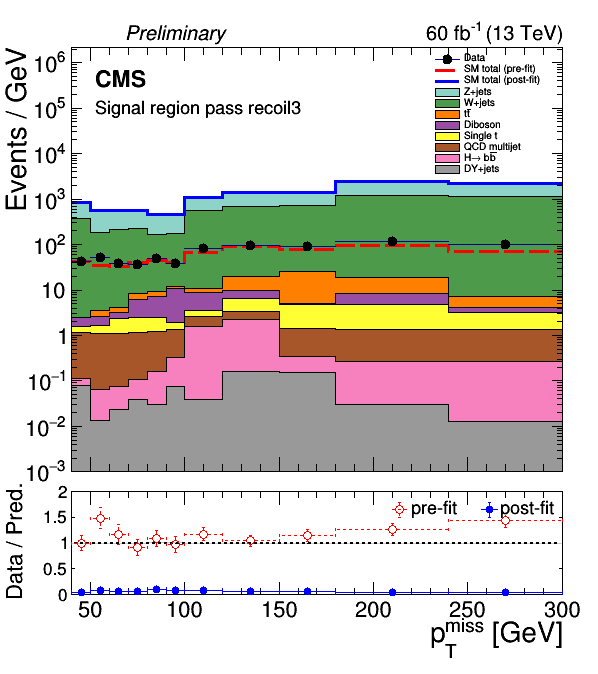 Preliminary 60 fb⁻¹ (13 TeV)
Events / GeV
10⁶
10⁵
10⁴
10³
10²
10
1
10⁻¹
10⁻²
10⁻³
CMS
Signal region pass recoil3
Data
SM total (pre-fit)
SM total (post-fit)
Z+jets
W+jets
tt̅
Diboson
Single t
QCD multijet
H→ bb̅
DY+jets
Data / Pred.
2
1.5
1
0.5
0
pre-fit post-fit
50 100 150 200 250 300
p_T^miss [GeV]